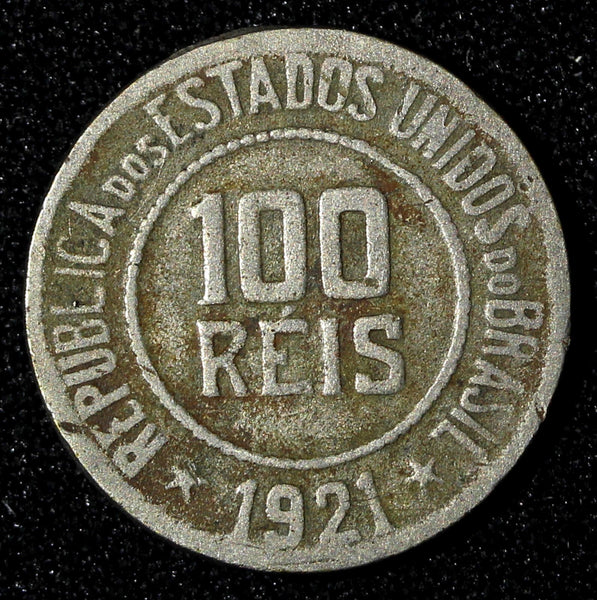 REPUBLICA DOS ESTADOS UNIDOS DO BRASIL
100
RÉIS
1921